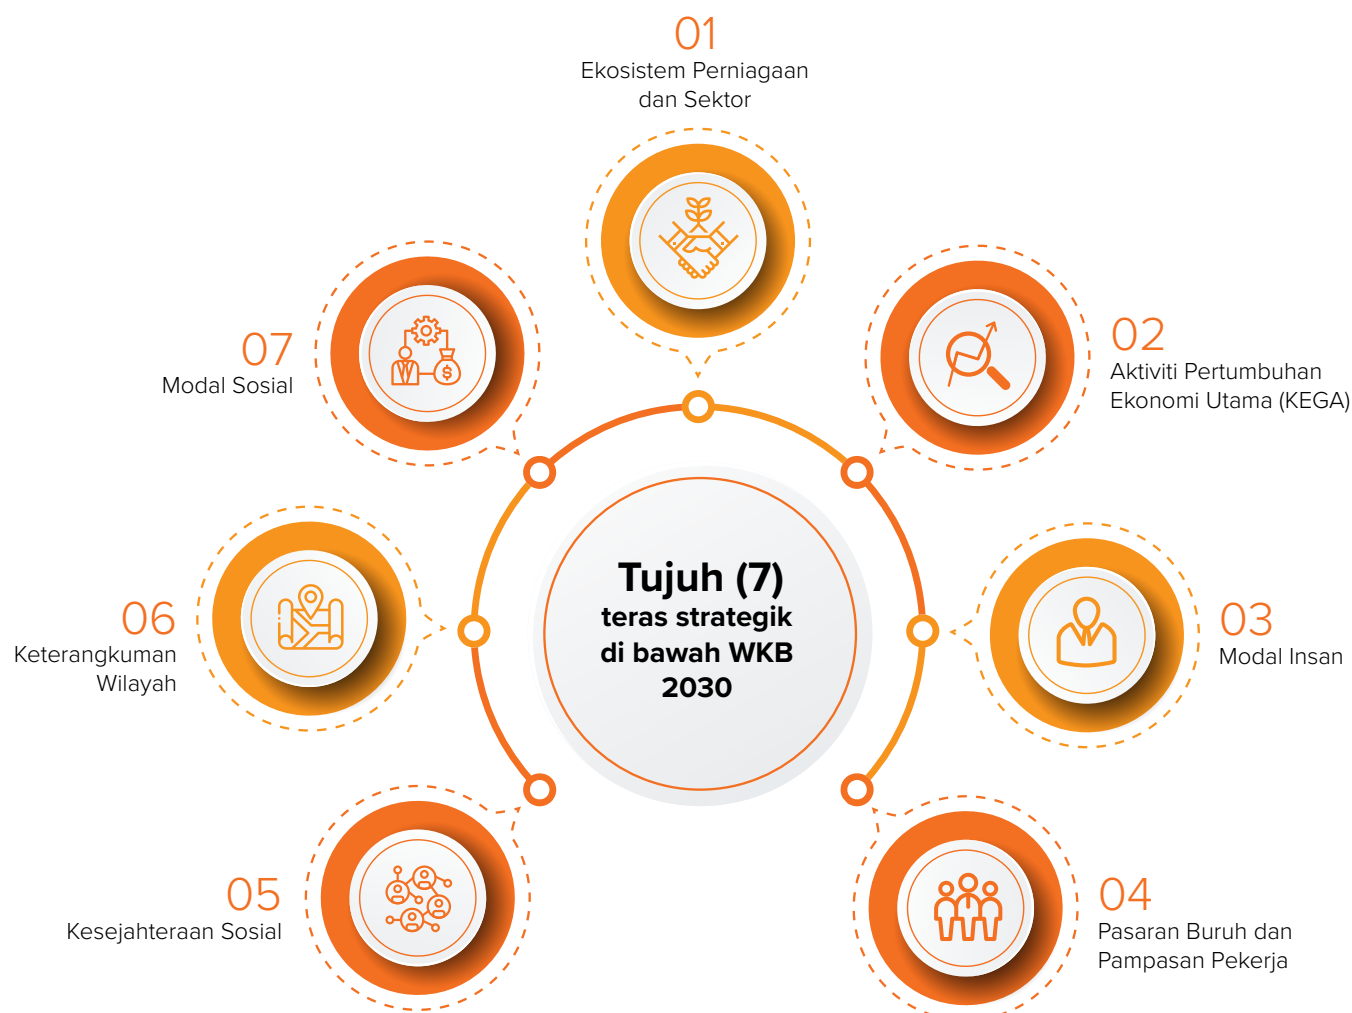 01
Ekosistem Perniagaan
dan Sektor
02
Aktiviti Pertumbuhan
Ekonomi Utama (KEGA)
03
Modal Insan
04
Pasaran Buruh dan
Pampasan Pekerja
05
Kesejahteraan Sosial
06
Keterangkuman
Wilayah
07
Modal Sosial
Tujuh (7)
teras strategik
di bawah WKB
2030
$